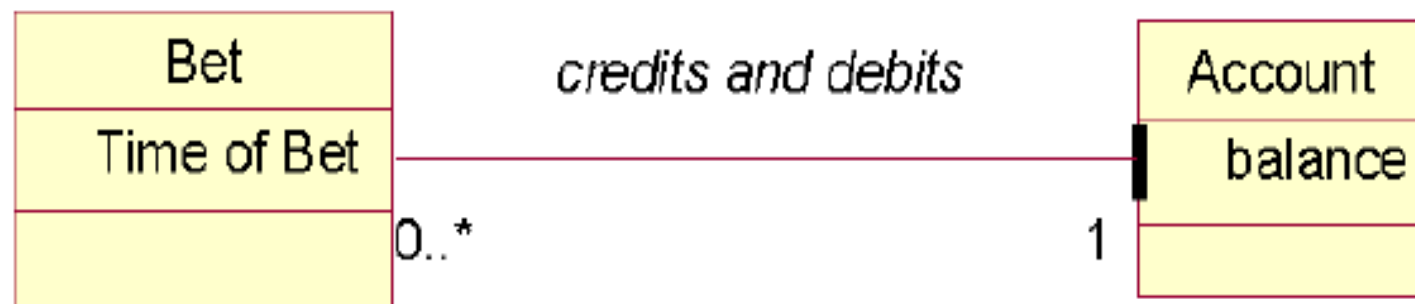 Bet
credits and debits
Account
Time of Bet
balance
0..*
1